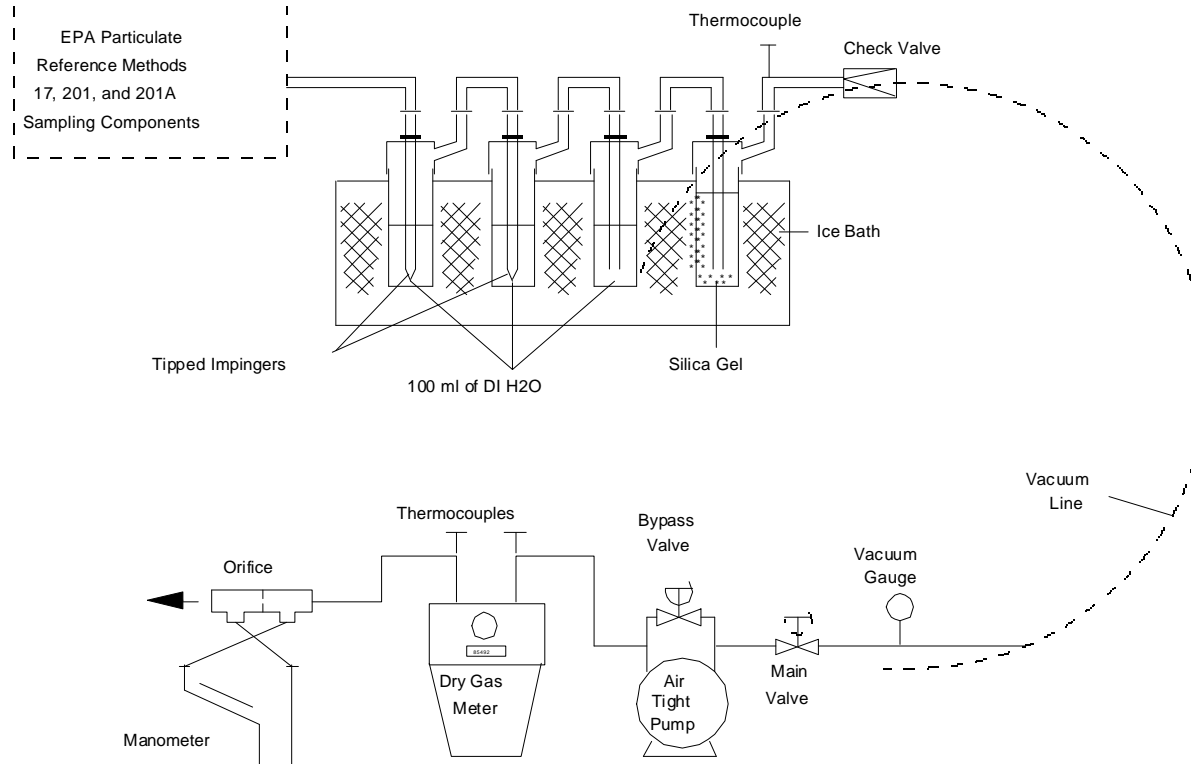 EPA Particulate
Reference Methods
17, 201, and 201A
Sampling Components
Thermocouple
Check Valve
Ice Bath
Tipped Impingers
100 ml of DI H2O
Silica Gel
Vacuum
Line
Thermocouples
Bypass
Valve
Vacuum
Gauge
Orifice
85492
Dry Gas
Meter
Air
Tight
Pump
Main
Valve
Manometer